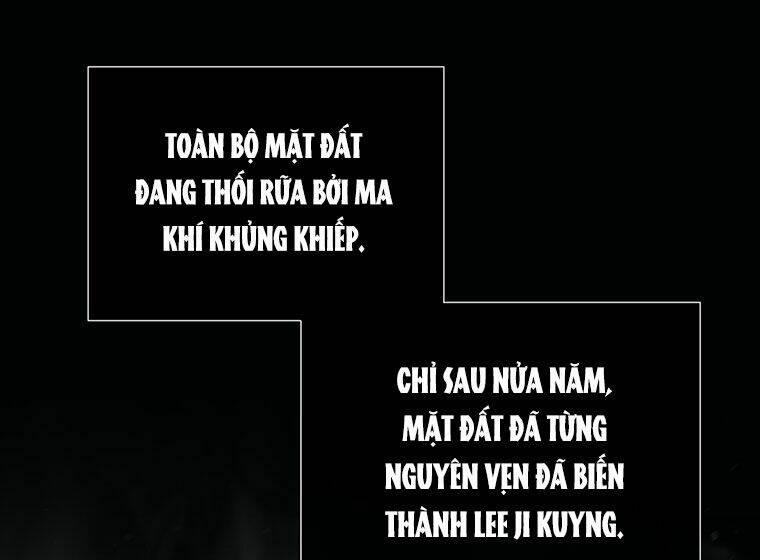 TOÀN BỘ MẶT ĐẤT
ĐANG THỐI RỮA BỞI MA
KHÍ KHỦNG KHIẾP.
CHỈ SAU NỬA NĂM,
MẶT ĐẤT ĐÃ TỪNG
NGUYÊN VẸN ĐÃ BIẾN
THÀNH LEE JI KUYNG.